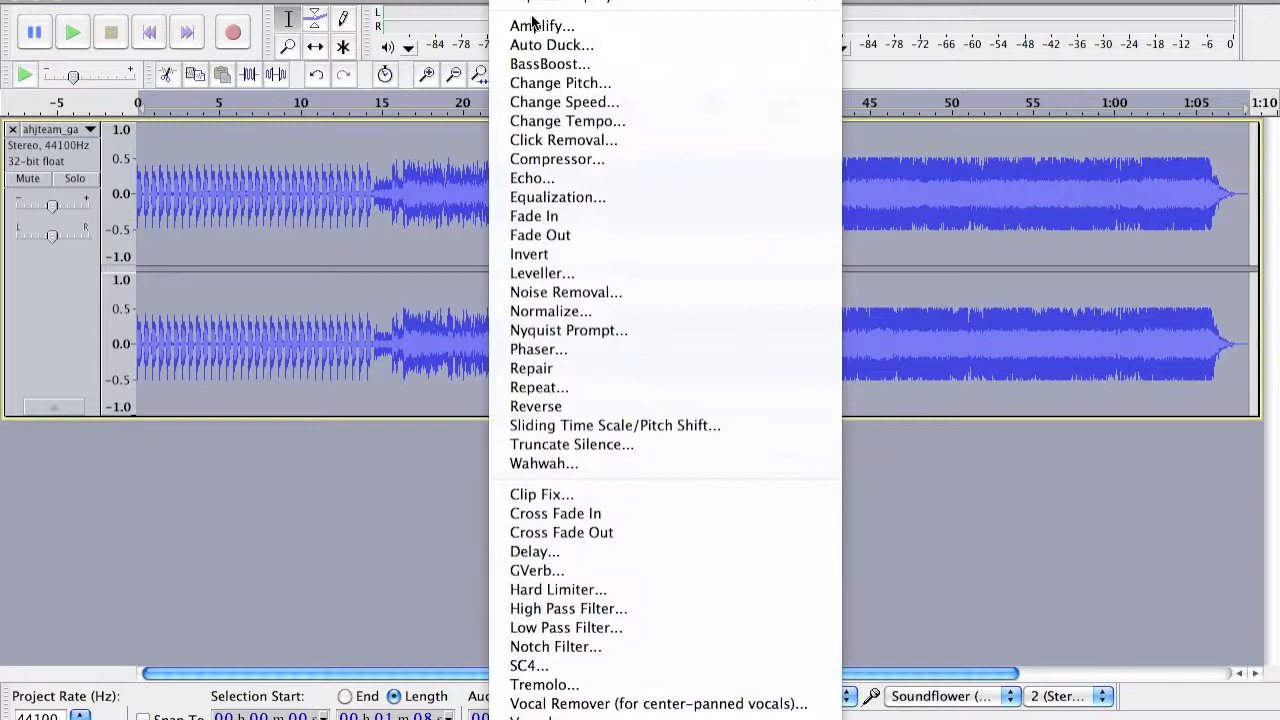 L
R
-84 -78
-84 -78 -72 -66 -60 -54 -48 -42 -36 -30 -24 -18 -12 -6 0
-5 0 5 10 15 20 45 50 55 1:00 1:05 1:10
ahjteam_ga
Stereo, 44100Hz
32-bit float
Mute Solo
- +
L R
1.0
0.5
0.0
-0.5
-1.0
1.0
0.5
0.0
-0.5
-1.0
Amplify...
Auto Duck...
BassBoost...
Change Pitch...
Change Speed...
Change Tempo...
Click Removal...
Compressor...
Echo...
Equalization...
Fade In
Fade Out
Invert
Leveller...
Noise Removal...
Normalize...
Nyquist Prompt...
Phaser...
Repair
Repeat...
Reverse
Sliding Time Scale/Pitch Shift...
Truncate Silence...
Wahwah...
Clip Fix...
Cross Fade In
Cross Fade Out
Delay...
GVerb...
Hard Limiter...
High Pass Filter...
Low Pass Filter...
Notch Filter...
SC4...
Tremolo...
Vocal Remover (for center-panned vocals)...
Project Rate (Hz): Selection Start: End Length Soundflower (... 2 (Ster...
44100 Snap To